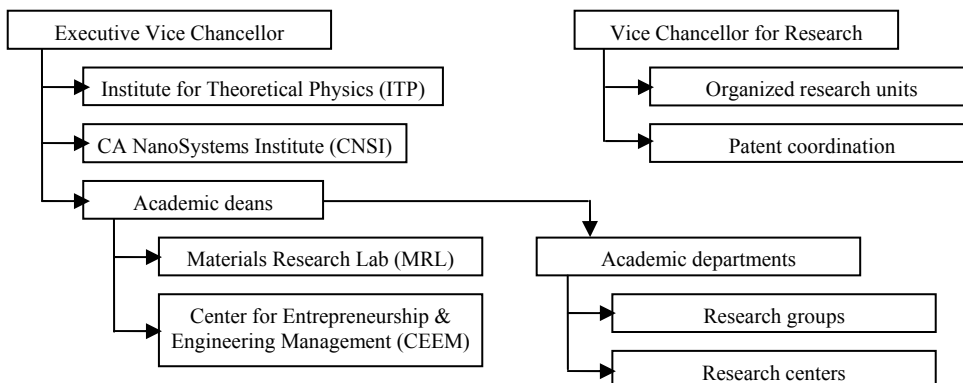 Executive Vice Chancellor
Institute for Theoretical Physics (ITP)
CA NanoSystems Institute (CNSI)
Academic deans
Materials Research Lab (MRL)
Center for Entrepreneurship &
Engineering Management (CEEM)
Vice Chancellor for Research
Organized research units
Patent coordination
Academic departments
Research groups
Research centers